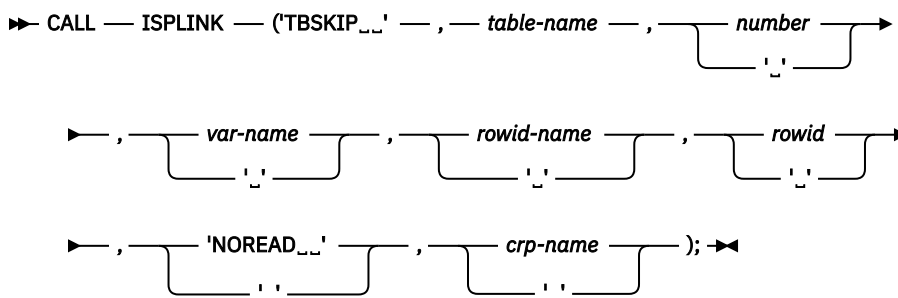 CALL ISPLINK ('TBSKIP␣␣' , table-name , number
'␣'
, var-name , rowid-name , rowid
'␣' '␣' '␣'
, 'NOREAD␣␣' , crp-name );
' ' ' '